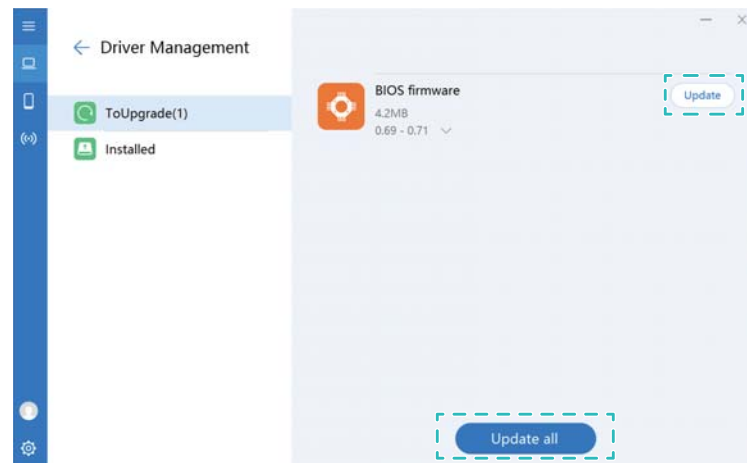 Driver Management
ToUpgrade(1)
Installed
BIOS firmware
4.2MB
0.69 - 0.71
Update
Update all